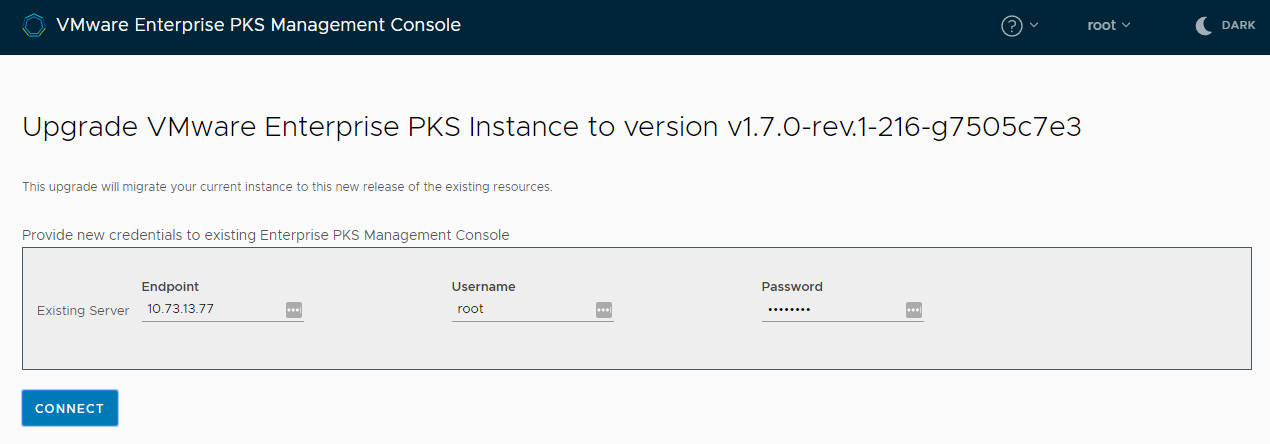 VMware Enterprise PKS Management Console
? root DARK
Upgrade VMware Enterprise PKS Instance to version v1.7.0-rev.1-216-g7505c7e3
This upgrade will migrate your current instance to this new release of the existing resources.
Provide new credentials to existing Enterprise PKS Management Console
Endpoint Username Password
Existing Server 10.73.13.77 root ••••••••
CONNECT